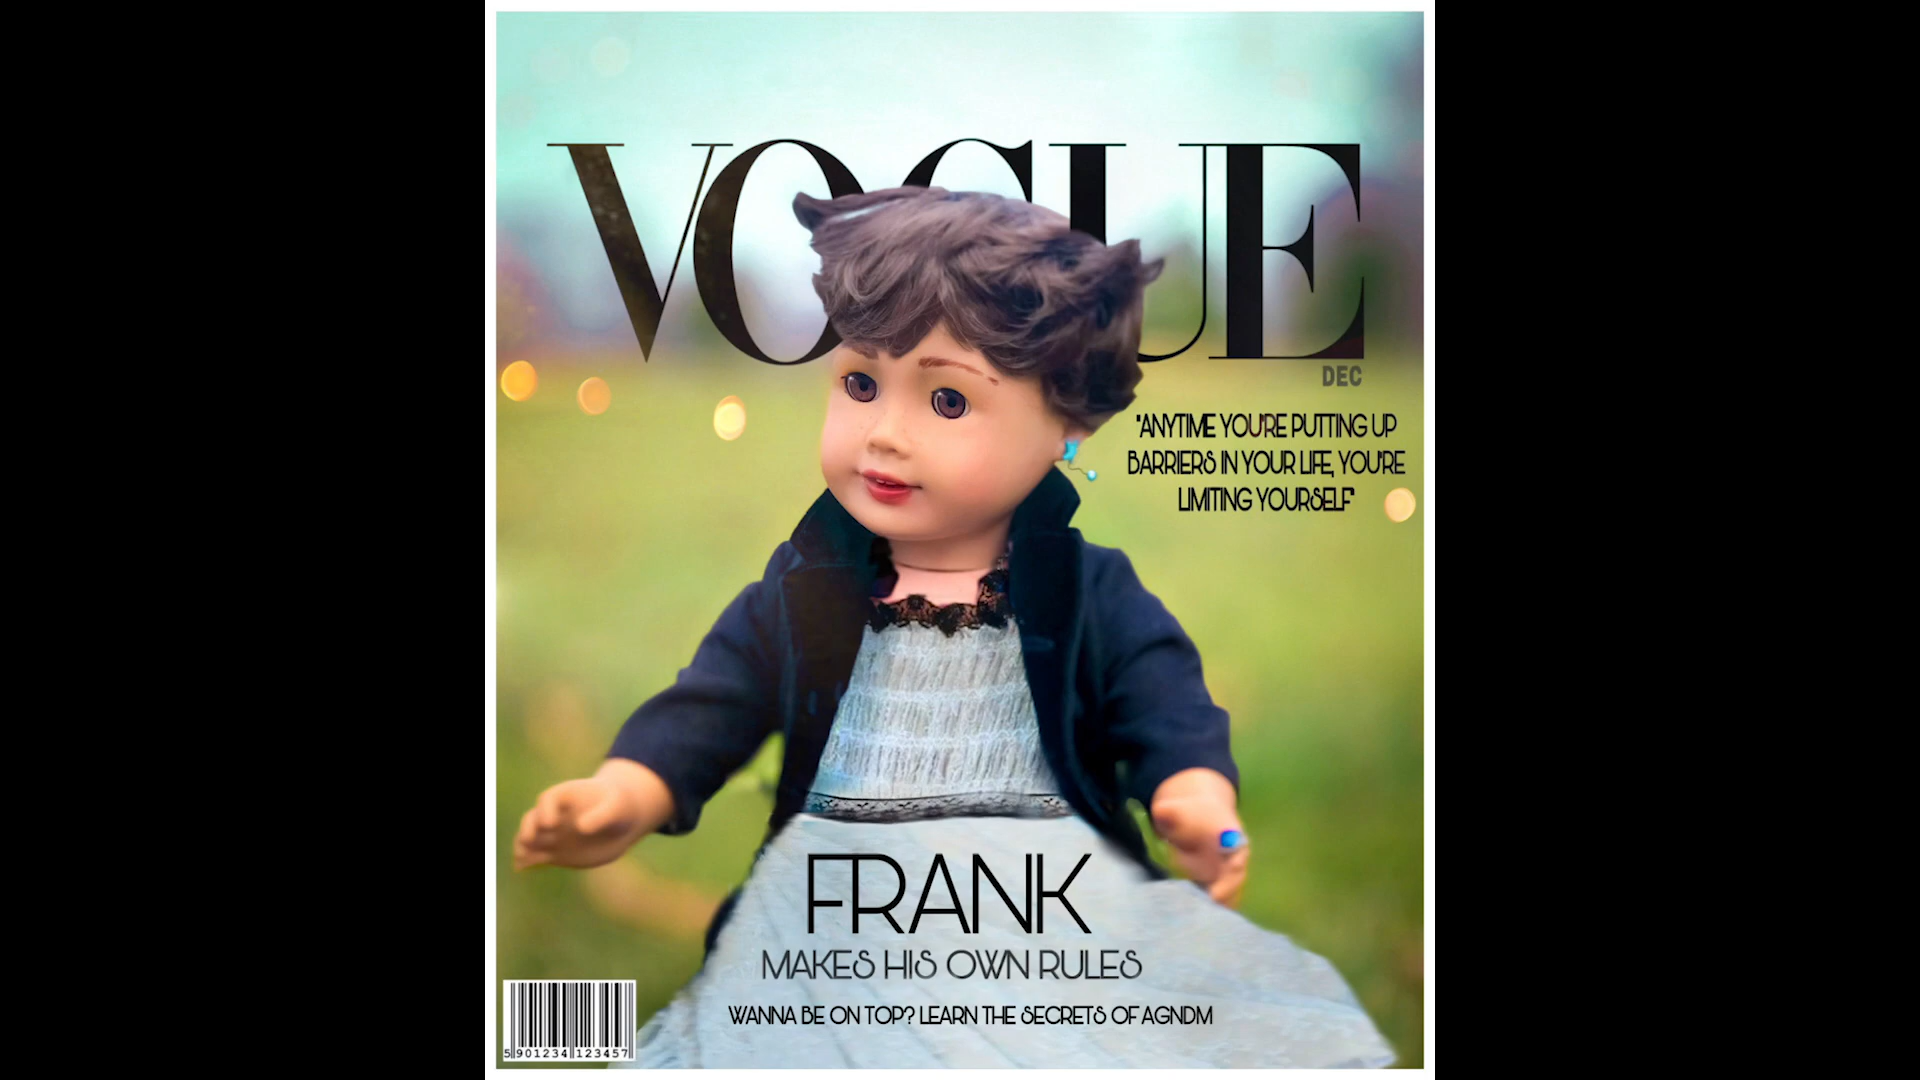 VOGUE
DEC
"ANYTIME YOU'RE PUTTING UP
BARRIERS IN YOUR LIFE, YOU'RE
LIMITING YOURSELF"
FRANK
MAKES HIS OWN RULES
WANNA BE ON TOP? LEARN THE SECRETS OF AGNDM
5 901234 123457